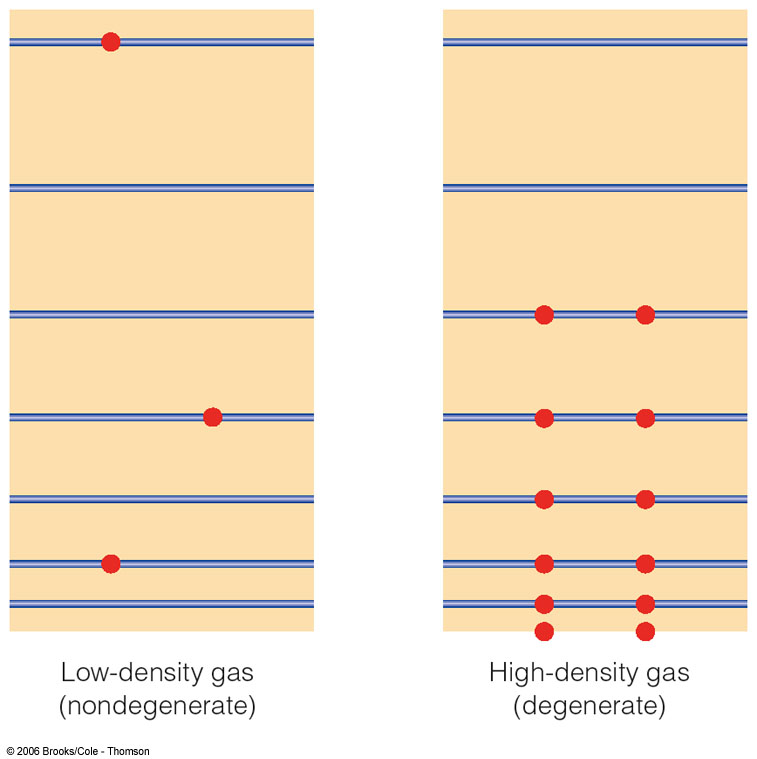 Low-density gas
(nondegenerate)
High-density gas
(degenerate)
© 2006 Brooks/Cole - Thomson